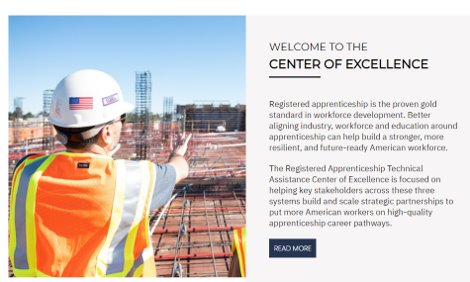 WELCOME TO THE
CENTER OF EXCELLENCE
Registered apprenticeship is the proven gold
standard in workforce development. Better
aligning industry, workforce and education around
apprenticeship can help build a stronger, more
resilient, and future-ready American workforce.
The Registered Apprenticeship Technical
Assistance Center of Excellence is focused on
helping key stakeholders across these three
systems build and scale strategic partnerships to
put more American workers on high-quality
apprenticeship career pathways.
READ MORE